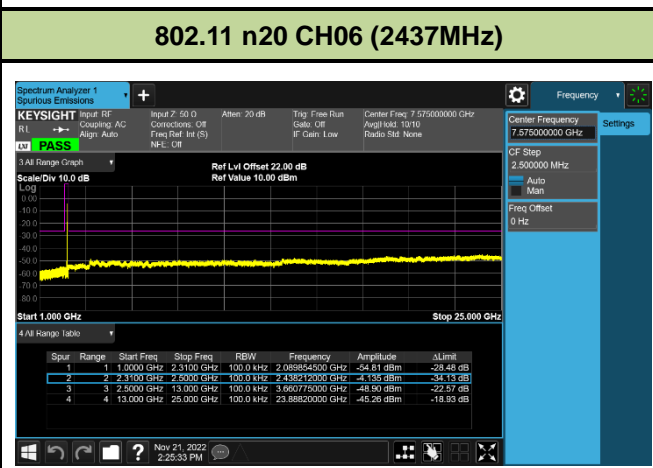 802.11 n20 CH06 (2437MHz)
Spectrum Analyzer 1
Spurious Emissions
+
Frequency
KEYSIGHT
RL
LXI PASS
Input: RF
Coupling: AC
Align: Auto
Input Z: 50 Ω
Corrections: Off
Freq Ref: Int (S)
NFE: Off
Atten: 20 dB
Trig: Free Run
Gate: Off
IF Gain: Low
Center Freq: 7.575000000 GHz
Avg|Hold: 10/10
Radio Std: None
Center Frequency
7.575000000 GHz
Settings
CF Step
2.500000 MHz
Auto
Man
Freq Offset
0 Hz
3 All Range Graph
Scale/Div 10.0 dB
Ref Lvl Offset 22.00 dB
Ref Value 10.00 dBm
Log
0.00
-10.0
-20.0
-30.0
-40.0
-50.0
-60.0
-70.0
-80.0
Start 1.000 GHz
Stop 25.000 GHz
4 All Range Table
Spur Range Start Freq Stop Freq RBW Frequency Amplitude ΔLimit
1 1 1.0000 GHz 2.3100 GHz 100.0 kHz 2.089854500 GHz -54.81 dBm -28.48 dB
2 2 2.3100 GHz 2.5000 GHz 100.0 kHz 2.438212000 GHz -4.135 dBm -34.13 dB
3 3 2.5000 GHz 13.000 GHz 100.0 kHz 3.660775000 GHz -48.90 dBm -22.57 dB
4 4 13.000 GHz 25.000 GHz 100.0 kHz 23.88820000 GHz -45.26 dBm -18.93 dB
?
Nov 21, 2022
2:25:33 PM